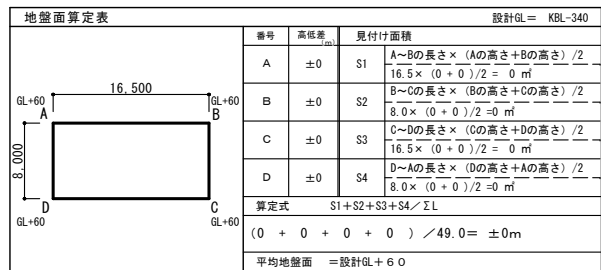 地盤面算定表 設計GL= KBL-340
番号 高低差(m) 見付け面積
A ±0 S1 A~Bの長さ×(Aの高さ+Bの高さ)/2
16.5×(0 + 0 )/2 = 0 ㎡
B ±0 S2 B~Cの長さ×(Bの高さ+Cの高さ)/2
8.0×(0 + 0 )/2 =0 ㎡
C ±0 S3 C~Dの長さ×(Cの高さ+Dの高さ)/2
16.5×(0 + 0 )/2 = 0 ㎡
D ±0 S4 D~Aの長さ×(Dの高さ+Aの高さ)/2
8.0×(0 + 0 )/2 =0 ㎡
算定式 S1+S2+S3+S4/ΣL
(0 + 0 + 0 + 0 )/49.0= ±0m
平均地盤面 =設計GL+60
16,500
GL+60 GL+60
A B
8,000
D C
GL+60 GL+60